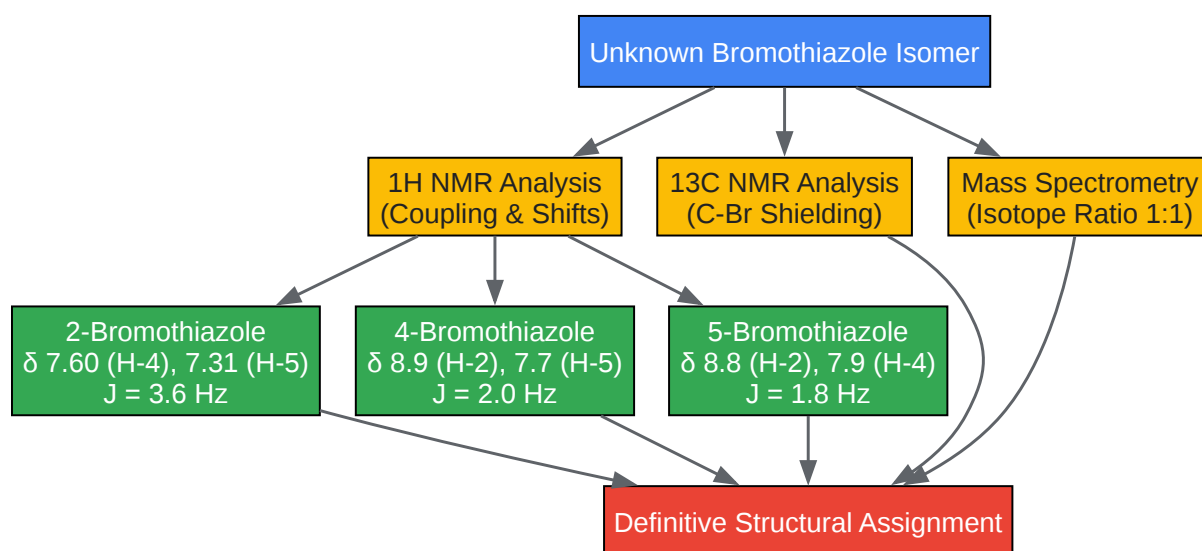 Unknown Bromothiazole Isomer
1H NMR Analysis
(Coupling & Shifts)
13C NMR Analysis
(C-Br Shielding)
Mass Spectrometry
(Isotope Ratio 1:1)
2-Bromothiazole
δ 7.60 (H-4), 7.31 (H-5)
J = 3.6 Hz
4-Bromothiazole
δ 8.9 (H-2), 7.7 (H-5)
J = 2.0 Hz
5-Bromothiazole
δ 8.8 (H-2), 7.9 (H-4)
J = 1.8 Hz
Definitive Structural Assignment